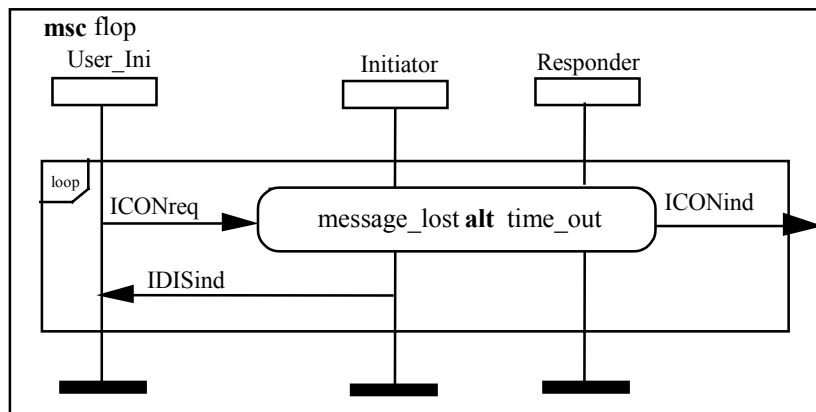 msc flop
User_Ini
Initiator
Responder
loop
ICONreq
message_lost alt time_out
ICONind
IDISind